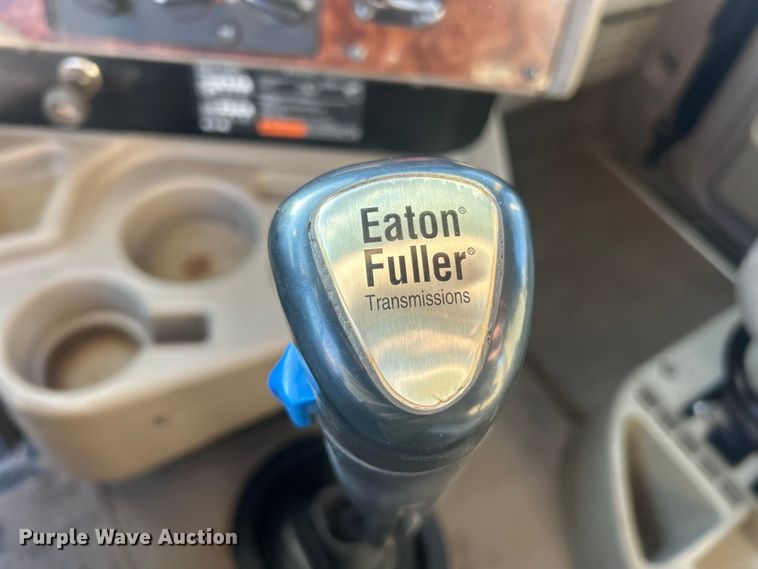 Eaton®
Fuller®
Transmissions
Purple Wave Auction